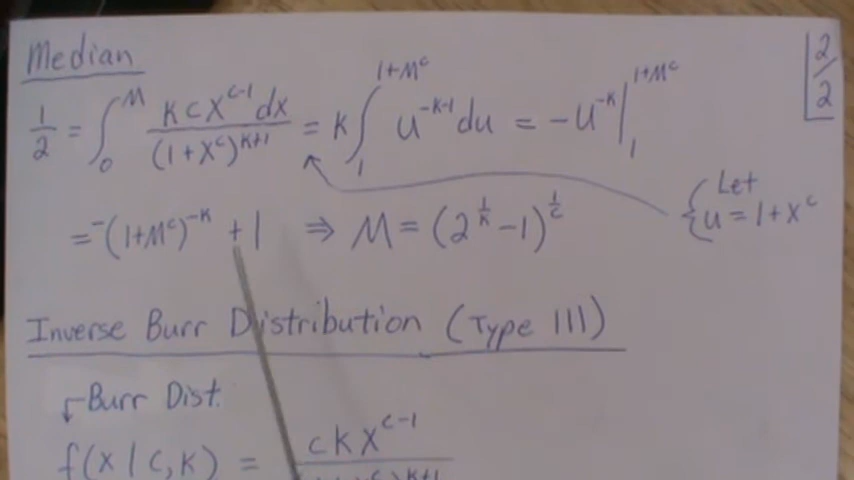 Median
2/2
1/2 = ∫₀ᴹ KCX^(C-1)dx / (1+X^C)^(K+1) = K ∫₁^(1+M^C) u^(-K-1) du = -u^(-K) |₁^(1+M^C)
Let
u = 1+X^C
= -(1+M^C)^(-K) + 1 ⇒ M = (2^(1/K) - 1)^(1/C)
Inverse Burr Distribution (Type III)
Burr Dist.
f(X|C,K) = CKX^(C-1)